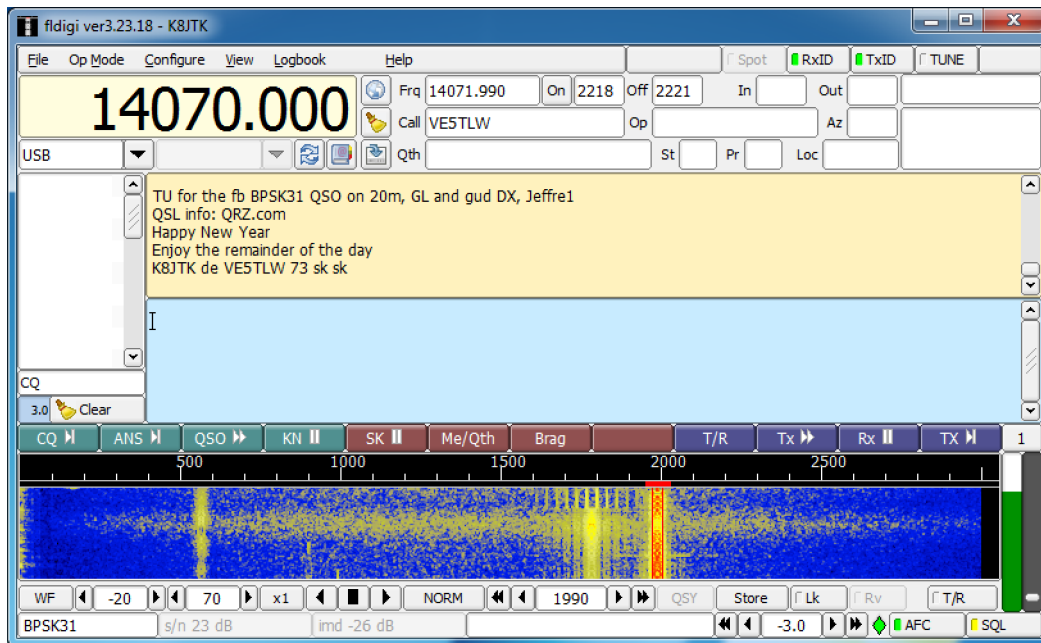 fldigi ver3.23.18 - K8JTK
File Op Mode Configure View Logbook Help Spot RxID TxID TUNE
14070.000 Frq 14071.990 On 2218 Off 2221 In Out
Call VE5TLW Op Az
USB Qth St Pr Loc
TU for the fb BPSK31 QSO on 20m, GL and gud DX, Jeffre1
QSL info: QRZ.com
Happy New Year
Enjoy the remainder of the day
K8JTK de VE5TLW 73 sk sk
CQ
3.0 Clear
CQ ANS QSO KN SK Me/Qth Brag T/R Tx Rx TX 1
500 1000 1500 2000 2500
WF -20 70 x1 NORM 1990 QSY Store Lk Rv T/R
BPSK31 s/n 23 dB imd -26 dB -3.0 AFC SQL